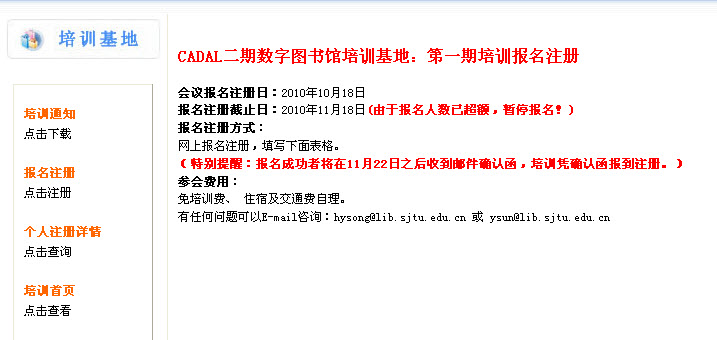 培训基地
培训通知
点击下载
报名注册
点击注册
个人注册详情
点击查询
培训首页
点击查看
CADAL二期数字图书馆培训基地：第一期培训报名注册
会议报名注册日：2010年10月18日
报名注册截止日：2010年11月18日(由于报名人数已超额，暂停报名！)
报名注册方式：
网上报名注册，填写下面表格。
(特别提醒：报名成功者将在11月22日之后收到邮件确认函，培训凭确认函报到注册。)
参会费用：
免培训费、 住宿及交通费自理。
有任何问题可以E-mail咨询：hysong@lib.sjtu.edu.cn 或 ysun@lib.sjtu.edu.cn